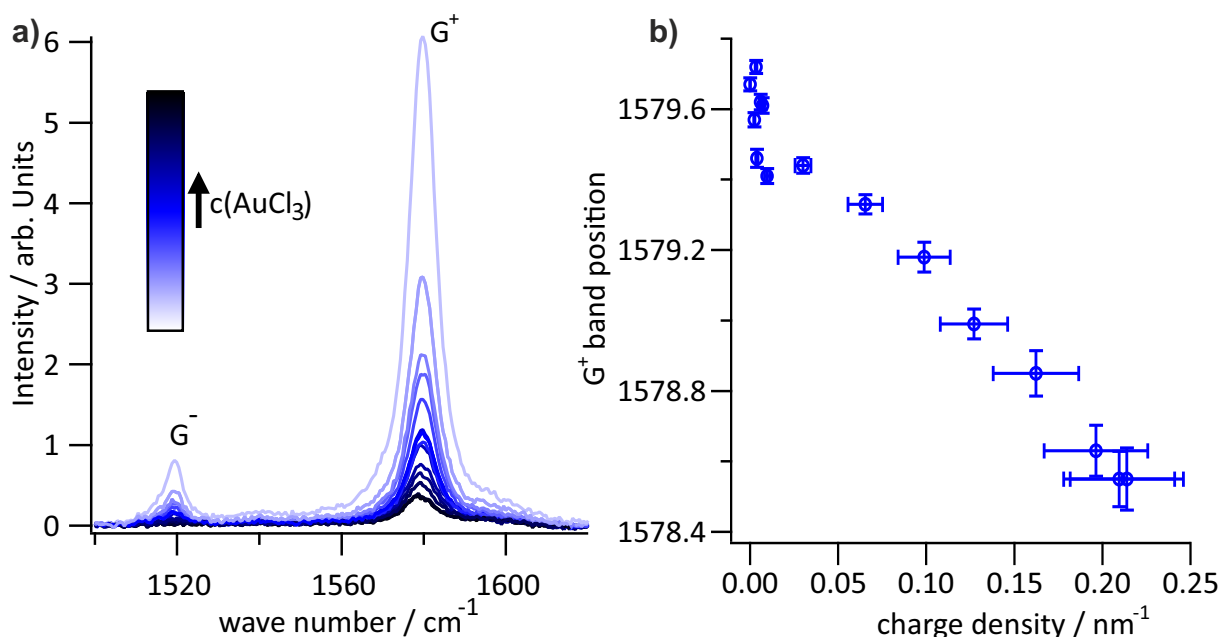 a)
Intensity / arb. Units
6
5
4
3
2
1
0
c(AuCl₃)
G⁻
G⁺
1520
1560
1600
wave number / cm⁻¹
b)
G⁺ band position
1579.6
1579.2
1578.8
1578.4
0.00
0.05
0.10
0.15
0.20
0.25
charge density / nm⁻¹